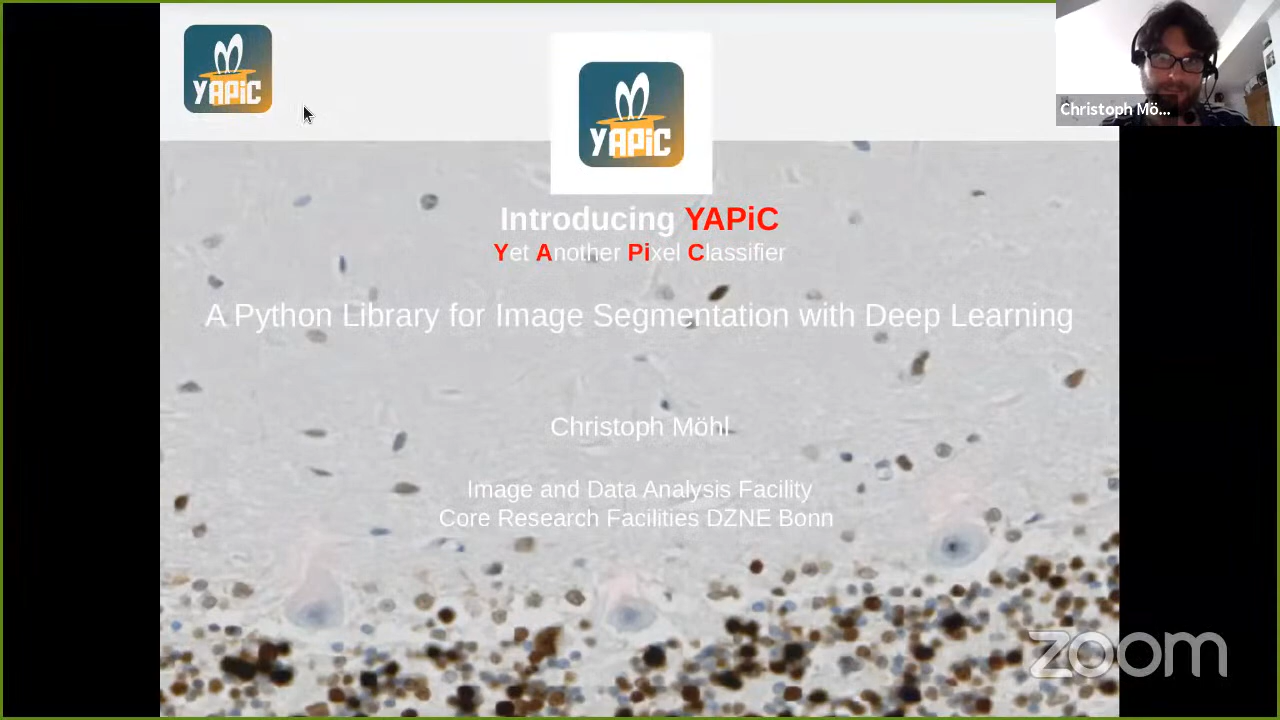 YAPiC
YAPiC
Christoph Mö...
Introducing YAPiC
Yet Another Pixel Classifier
A Python Library for Image Segmentation with Deep Learning
Christoph Möhl
Image and Data Analysis Facility
Core Research Facilities DZNE Bonn
zoom